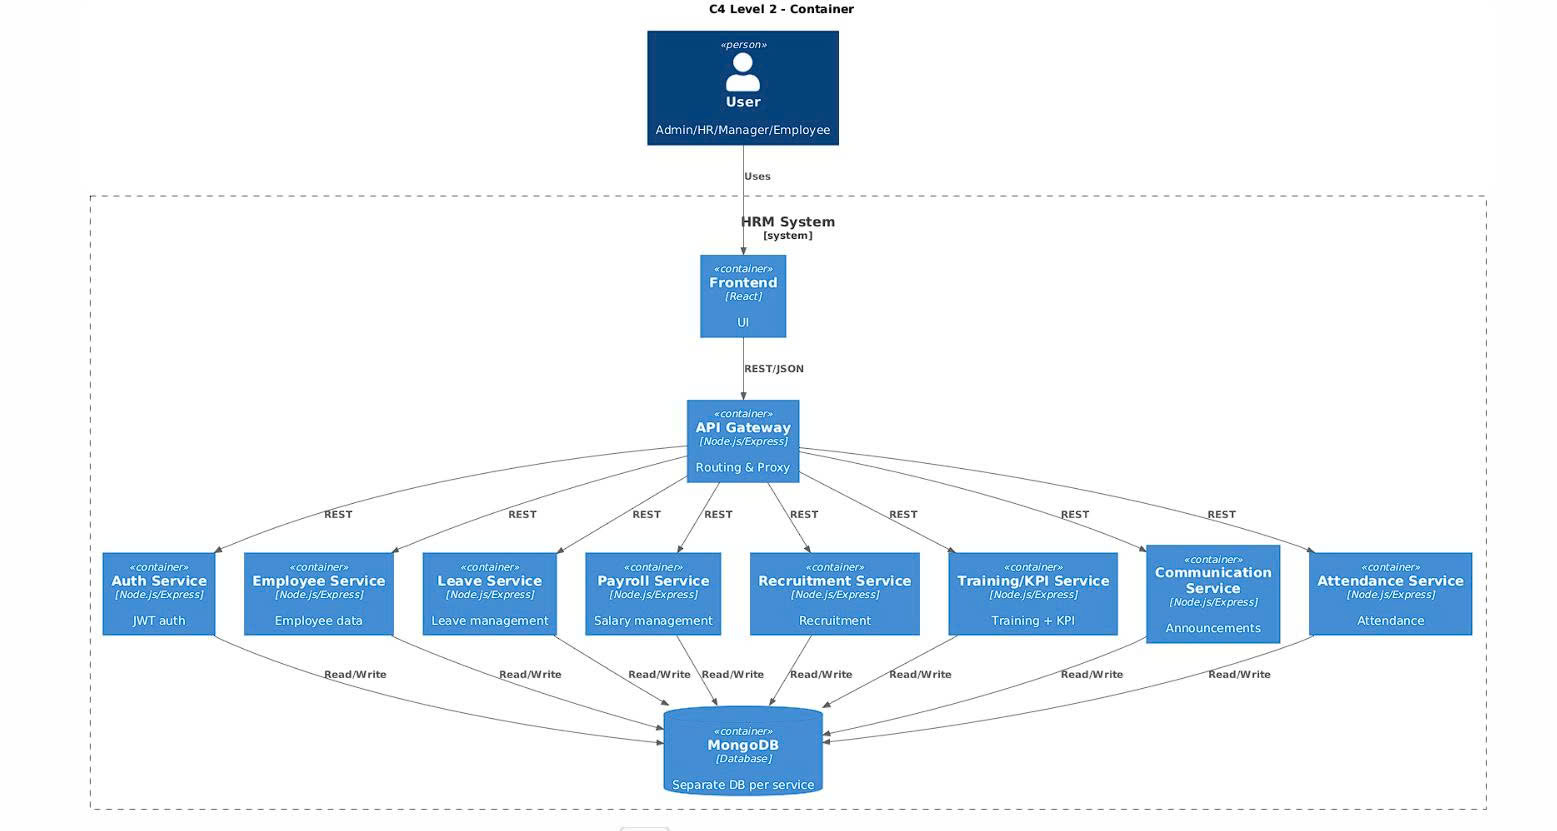 C4 Level 2 - Container
«person»
User
Admin/HR/Manager/Employee
Uses
HRM System
[system]
«container»
Frontend
[React]
UI
REST/JSON
«container»
API Gateway
[Node.js/Express]
Routing & Proxy
REST
REST
REST
REST
REST
REST
REST
REST
«container»
Auth Service
[Node.js/Express]
JWT auth
«container»
Employee Service
[Node.js/Express]
Employee data
«container»
Leave Service
[Node.js/Express]
Leave management
«container»
Payroll Service
[Node.js/Express]
Salary management
«container»
Recruitment Service
[Node.js/Express]
Recruitment
«container»
Training/KPI Service
[Node.js/Express]
Training + KPI
«container»
Communication
Service
[Node.js/Express]
Announcements
«container»
Attendance Service
[Node.js/Express]
Attendance
Read/Write
Read/Write
Read/Write
Read/Write
Read/Write
Read/Write
Read/Write
Read/Write
«container»
MongoDB
[Database]
Separate DB per service